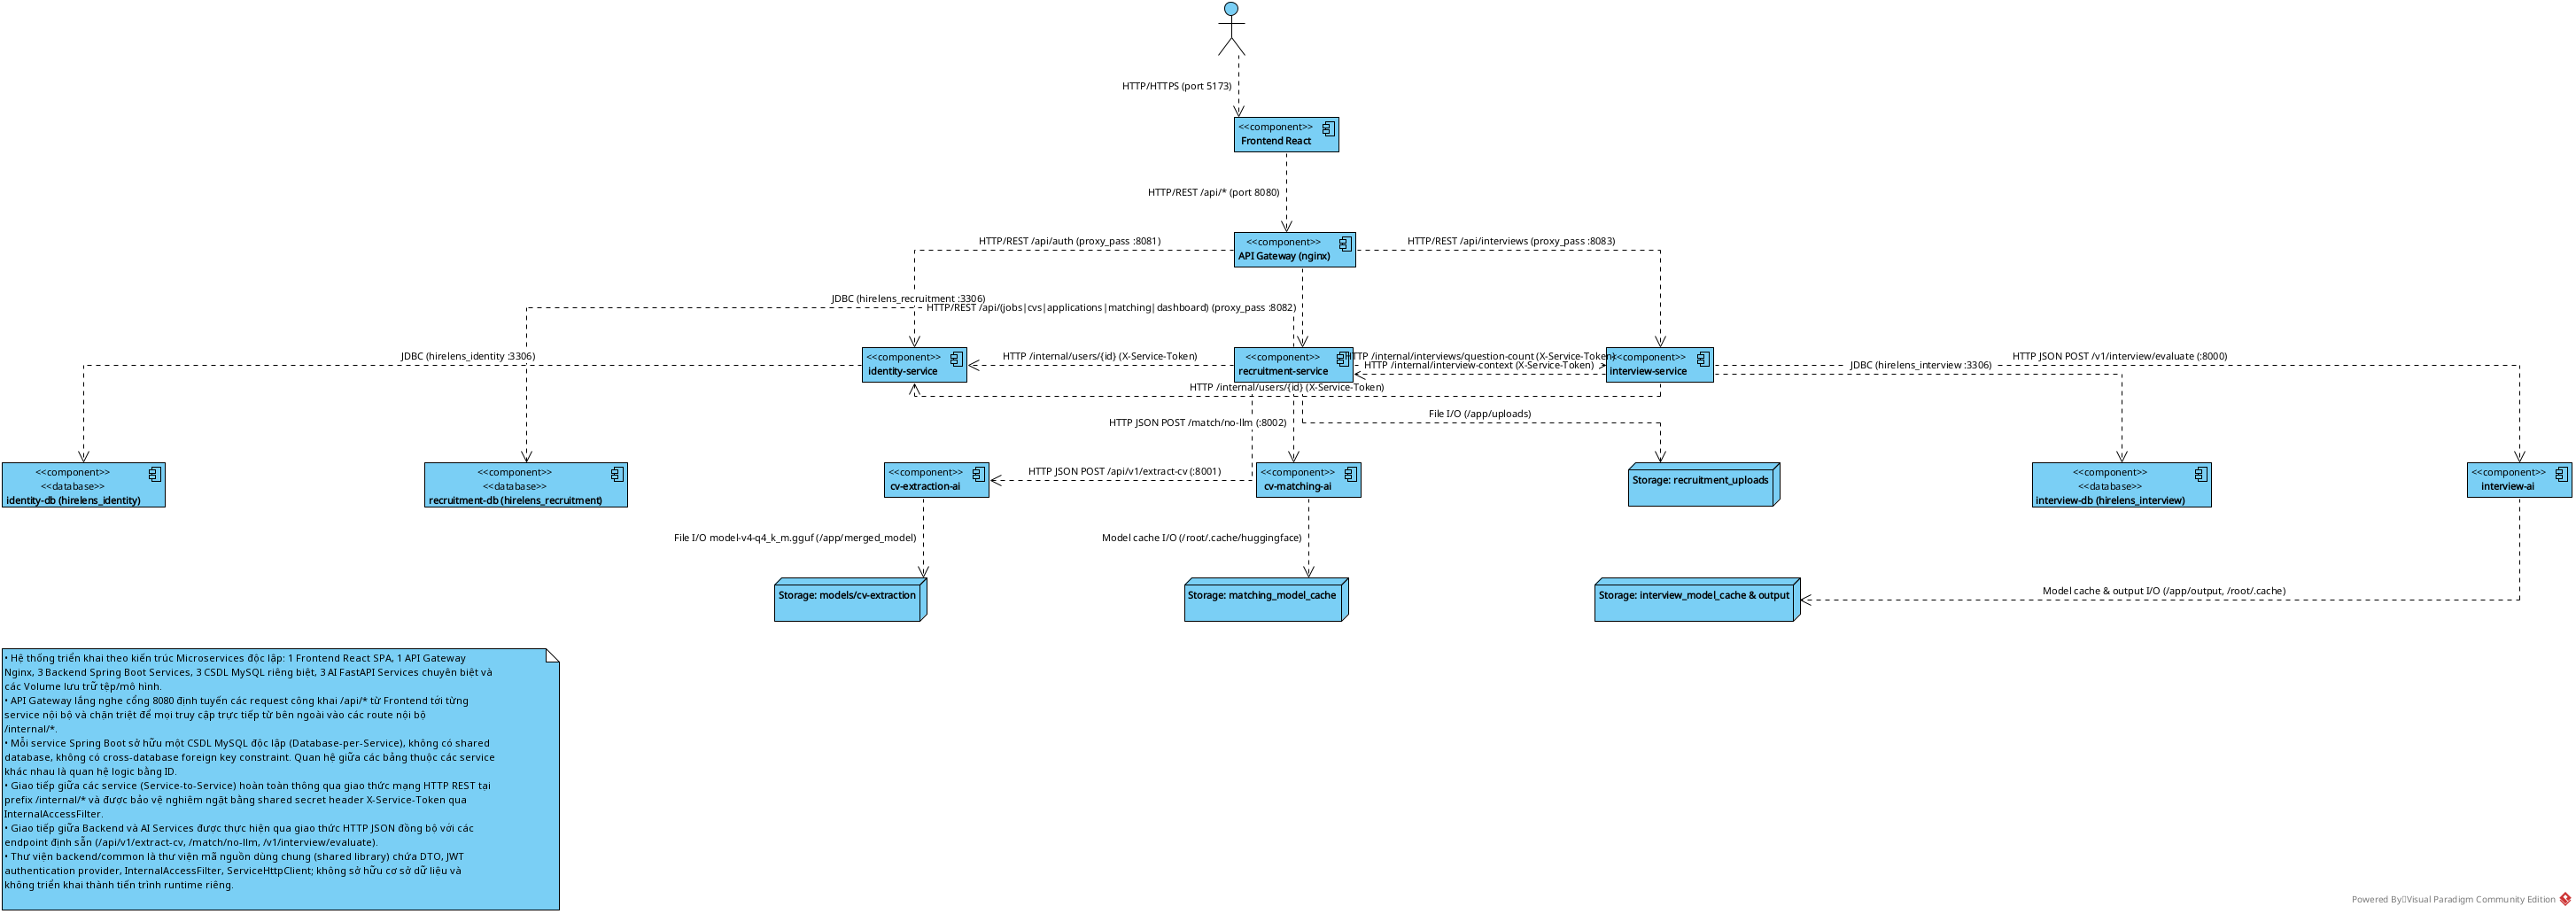 HTTP/HTTPS (port 5173)
<<component>>
Frontend React
HTTP/REST /api/* (port 8080)
<<component>>
API Gateway (nginx)
HTTP/REST /api/auth (proxy_pass :8081)
HTTP/REST /api/interviews (proxy_pass :8083)
JDBC (hirelens_recruitment :3306)
HTTP/REST /api/(jobs|cvs|applications|matching|dashboard) (proxy_pass :8082)
JDBC (hirelens_identity :3306)
<<component>>
identity-service
HTTP /internal/users/{id} (X-Service-Token)
<<component>>
recruitment-service
HTTP /internal/interviews/question-count (X-Service-Token)
HTTP /internal/interview-context (X-Service-Token)
<<component>>
interview-service
HTTP JSON POST /v1/interview/evaluate (:8000)
JDBC (hirelens_interview :3306)
HTTP /internal/users/{id} (X-Service-Token)
File I/O (/app/uploads)
HTTP JSON POST /match/no-llm (:8002)
<<component>>
<<database>>
identity-db (hirelens_identity)
<<component>>
<<database>>
recruitment-db (hirelens_recruitment)
<<component>>
cv-extraction-ai
HTTP JSON POST /api/v1/extract-cv (:8001)
<<component>>
cv-matching-ai
Storage: recruitment_uploads
<<component>>
<<database>>
interview-db (hirelens_interview)
<<component>>
interview-ai
File I/O model-v4-q4_k_m.gguf (/app/merged_model)
Model cache I/O (/root/.cache/huggingface)
Storage: models/cv-extraction
Storage: matching_model_cache
Storage: interview_model_cache & output
Model cache & output I/O (/app/output, /root/.cache)
• Hệ thống triển khai theo kiến trúc Microservices độc lập: 1 Frontend React SPA, 1 API Gateway
Nginx, 3 Backend Spring Boot Services, 3 CSDL MySQL riêng biệt, 3 AI FastAPI Services chuyên biệt và
các Volume lưu trữ tệp/mô hình.
• API Gateway lắng nghe cổng 8080 định tuyến các request công khai /api/* từ Frontend tới từng
service nội bộ và chặn triệt để mọi truy cập trực tiếp từ bên ngoài vào các route nội bộ
/internal/*.
• Mỗi service Spring Boot sở hữu một CSDL MySQL độc lập (Database-per-Service), không có shared
database, không có cross-database foreign key constraint. Quan hệ giữa các bảng thuộc các service
khác nhau là quan hệ logic bằng ID.
• Giao tiếp giữa các service (Service-to-Service) hoàn toàn thông qua giao thức mạng HTTP REST tại
prefix /internal/* và được bảo vệ nghiêm ngặt bằng shared secret header X-Service-Token qua
InternalAccessFilter.
• Giao tiếp giữa Backend và AI Services được thực hiện qua giao thức HTTP JSON đồng bộ với các
endpoint định sẵn (/api/v1/extract-cv, /match/no-llm, /v1/interview/evaluate).
• Thư viện backend/common là thư viện mã nguồn dùng chung (shared library) chứa DTO, JWT
authentication provider, InternalAccessFilter, ServiceHttpClient; không sở hữu cơ sở dữ liệu và
không triển khai thành tiến trình runtime riêng.
Powered By Visual Paradigm Community Edition